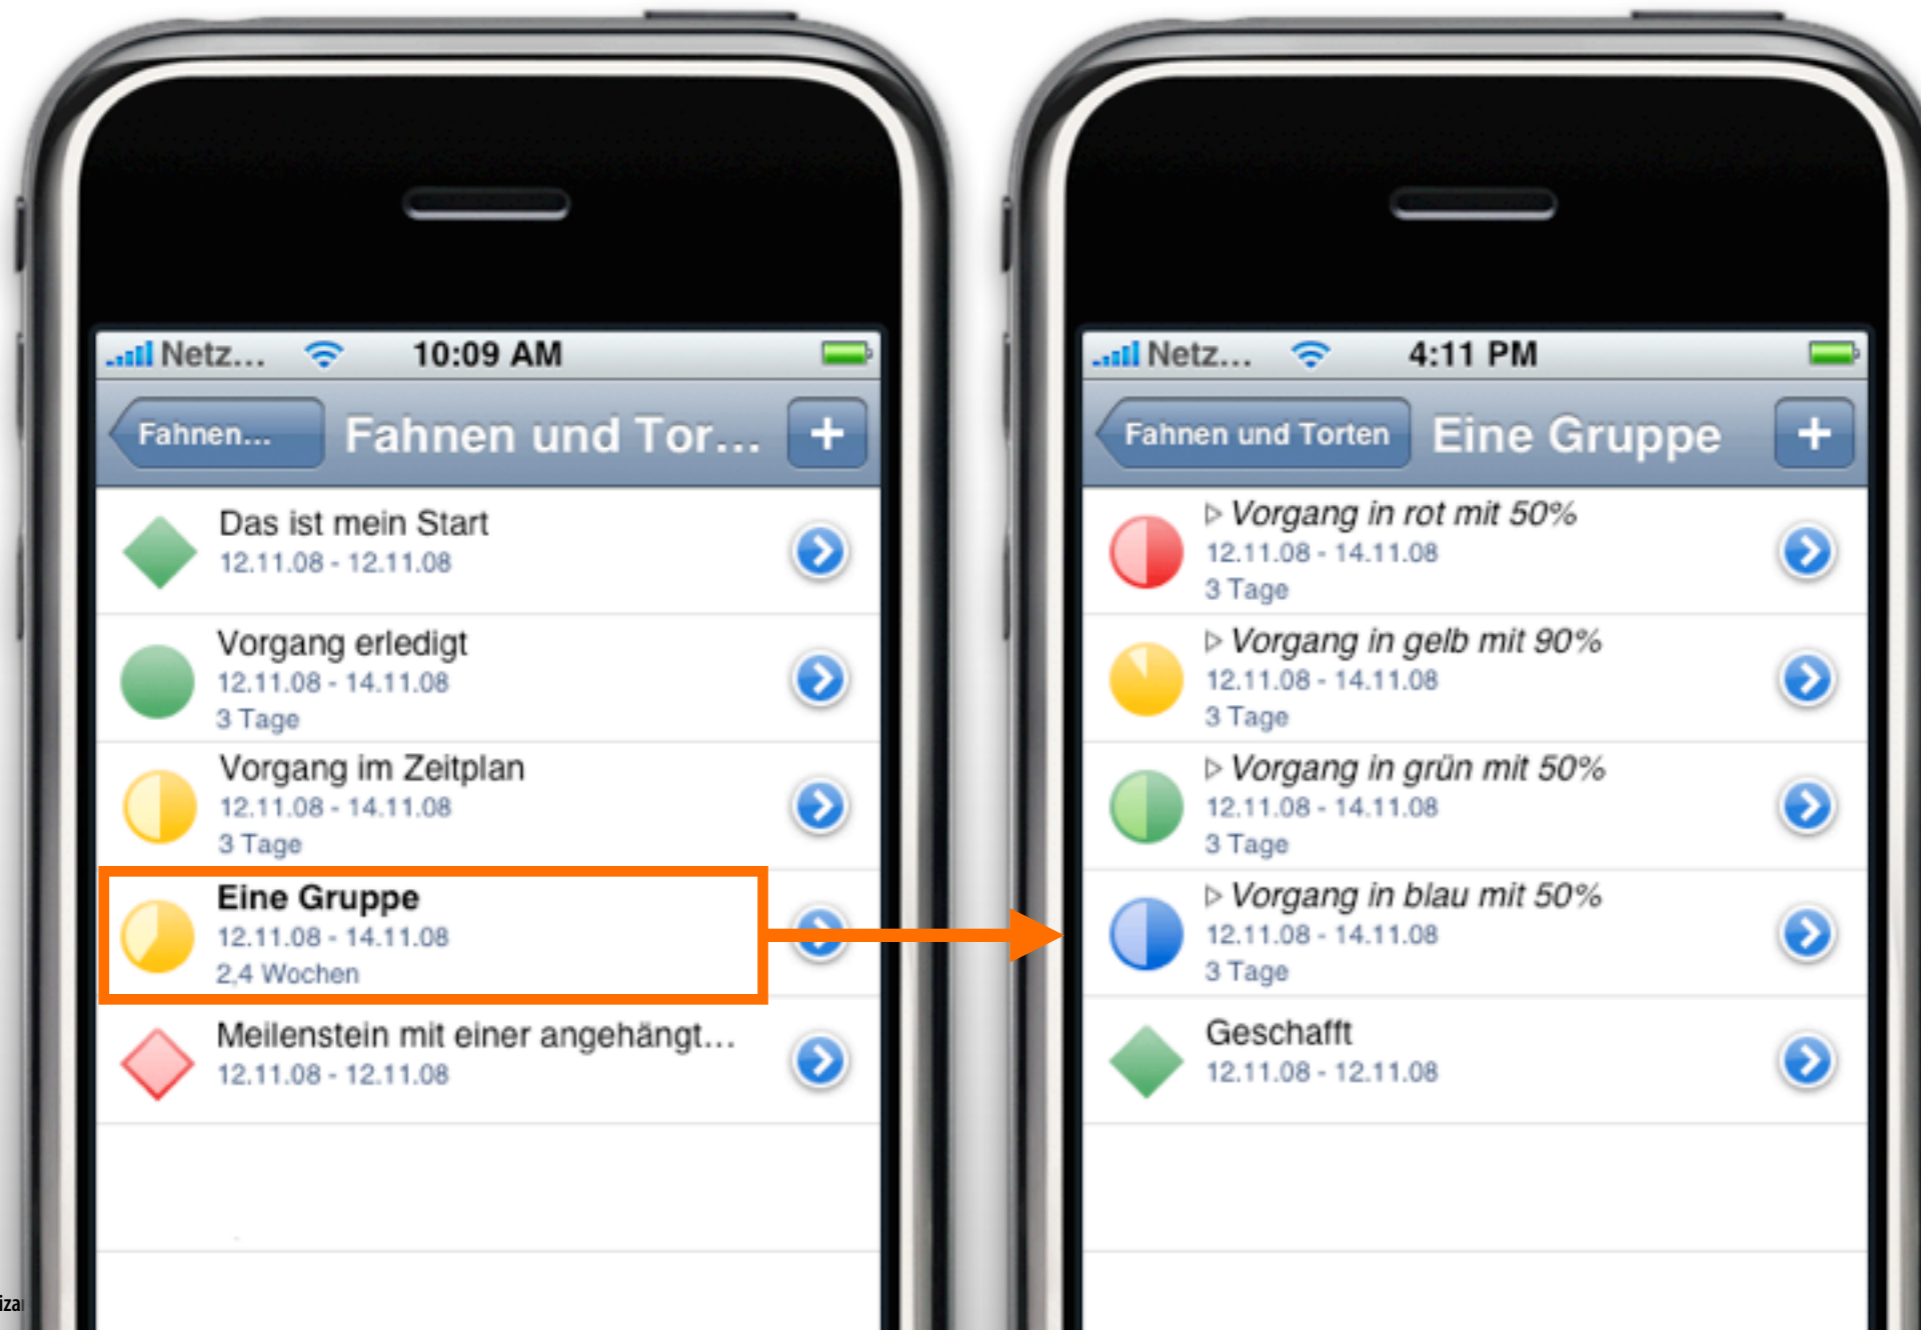 Netz... 10:09 AM
Fahnen... Fahnen und Tor... +
Das ist mein Start
12.11.08 - 12.11.08
Vorgang erledigt
12.11.08 - 14.11.08
3 Tage
Vorgang im Zeitplan
12.11.08 - 14.11.08
3 Tage
Eine Gruppe
12.11.08 - 14.11.08
2,4 Wochen
Meilenstein mit einer angehängt...
12.11.08 - 12.11.08
Netz... 4:11 PM
Fahnen und Torten Eine Gruppe +
Vorgang in rot mit 50%
12.11.08 - 14.11.08
3 Tage
Vorgang in gelb mit 90%
12.11.08 - 14.11.08
3 Tage
Vorgang in grün mit 50%
12.11.08 - 14.11.08
3 Tage
Vorgang in blau mit 50%
12.11.08 - 14.11.08
3 Tage
Geschafft
12.11.08 - 12.11.08